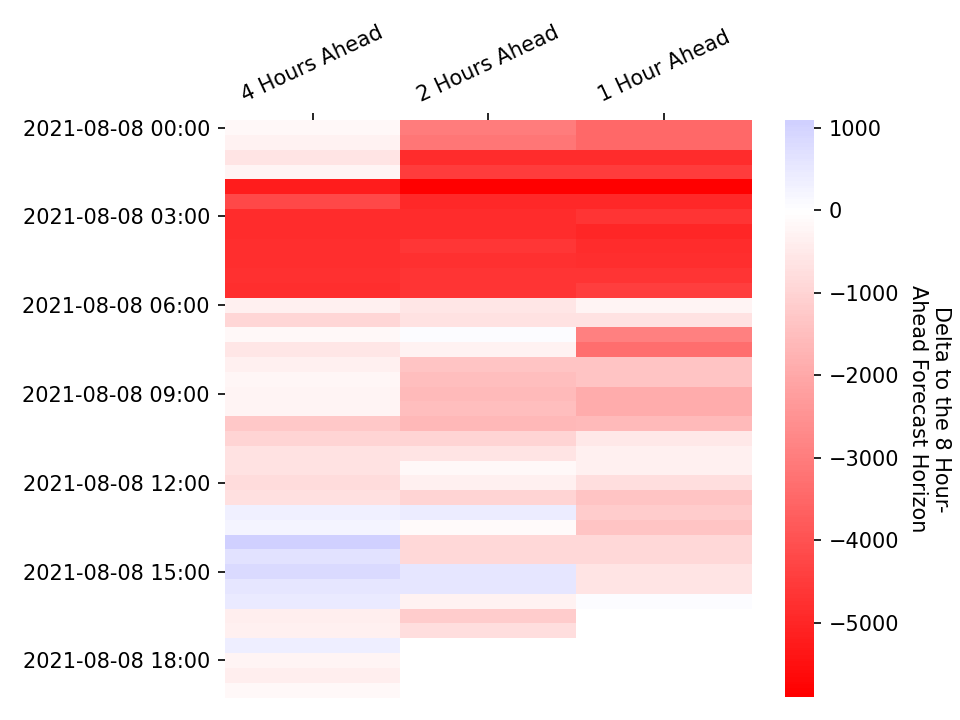 4 Hours Ahead
2 Hours Ahead
1 Hour Ahead
2021-08-08 00:00
2021-08-08 03:00
2021-08-08 06:00
2021-08-08 09:00
2021-08-08 12:00
2021-08-08 15:00
2021-08-08 18:00
1000
0
−1000
−2000
−3000
−4000
−5000
Delta to the 8 Hour-
Ahead Forecast Horizon